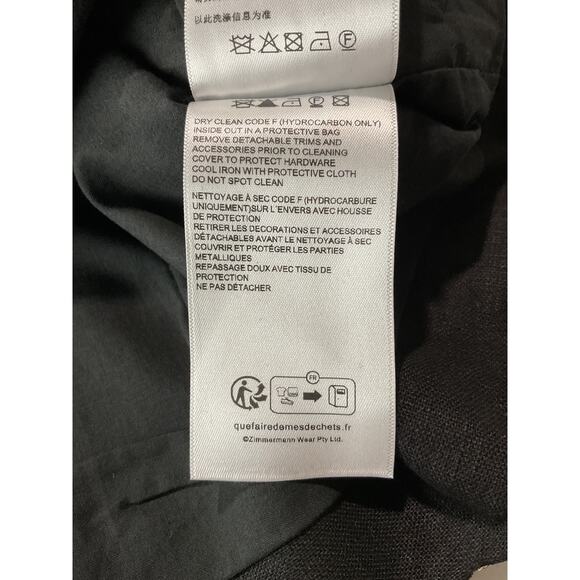 以此洗涤信息为准
F
DRY CLEAN CODE F (HYDROCARBON ONLY)
INSIDE OUT IN A PROTECTIVE BAG
REMOVE DETACHABLE TRIMS AND
ACCESSORIES PRIOR TO CLEANING
COVER TO PROTECT HARDWARE
COOL IRON WITH PROTECTIVE CLOTH
DO NOT SPOT CLEAN
NETTOYAGE À SEC CODE F (HYDROCARBURE
UNIQUEMENT)SUR L'ENVERS AVEC HOUSSE
DE PROTECTION
RETIRER LES DECORATIONS ET ACCESSOIRES
DÉTACHABLES AVANT LE NETTOYAGE À SEC
COUVRIR ET PROTÉGER LES PARTIES
METALLIQUES
REPASSAGE DOUX AVEC TISSU DE
PROTECTION
NE PAS DÉTACHER
FR
quefairedemesdechets.fr
©Zimmermann Wear Pty Ltd.